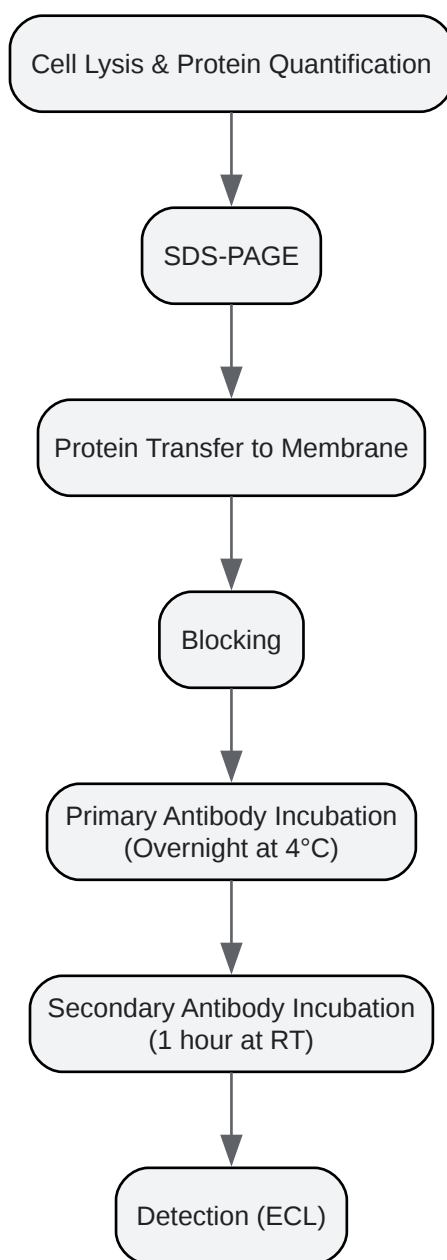 Cell Lysis & Protein Quantification
SDS-PAGE
Protein Transfer to Membrane
Blocking
Primary Antibody Incubation
(Overnight at 4°C)
Secondary Antibody Incubation
(1 hour at RT)
Detection (ECL)